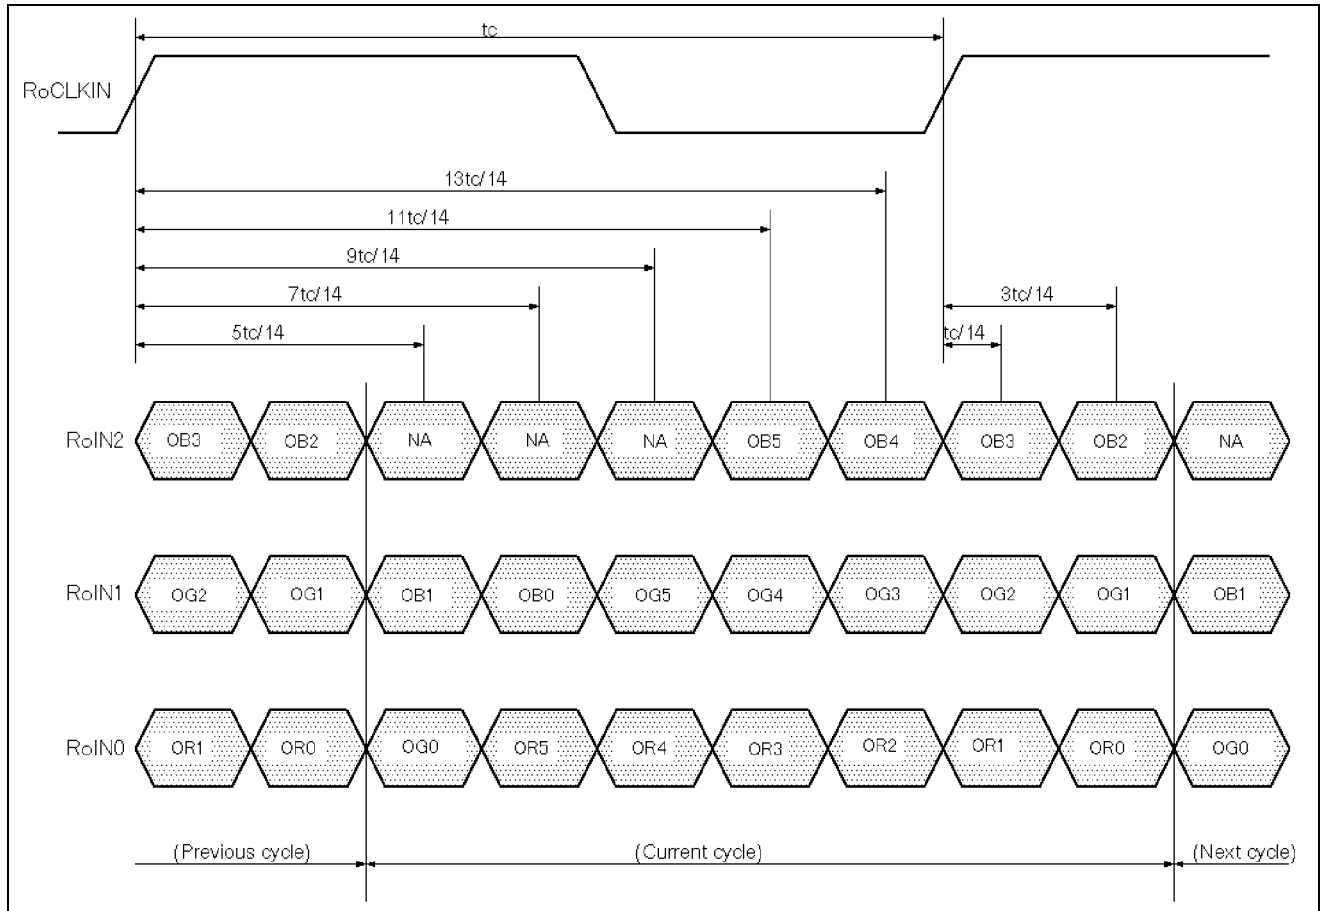 tc
RoCLKIN
13tc/14
11tc/14
9tc/14
7tc/14
3tc/14
5tc/14
tc/14
RoIN2 OB3 OB2 NA NA NA OB5 OB4 OB3 OB2 NA
RoIN1 OG2 OG1 OB1 OB0 OG5 OG4 OG3 OG2 OG1 OB1
RoIN0 OR1 OR0 OG0 OR5 OR4 OR3 OR2 OR1 OR0 OG0
(Previous cycle) (Current cycle) (Next cycle)